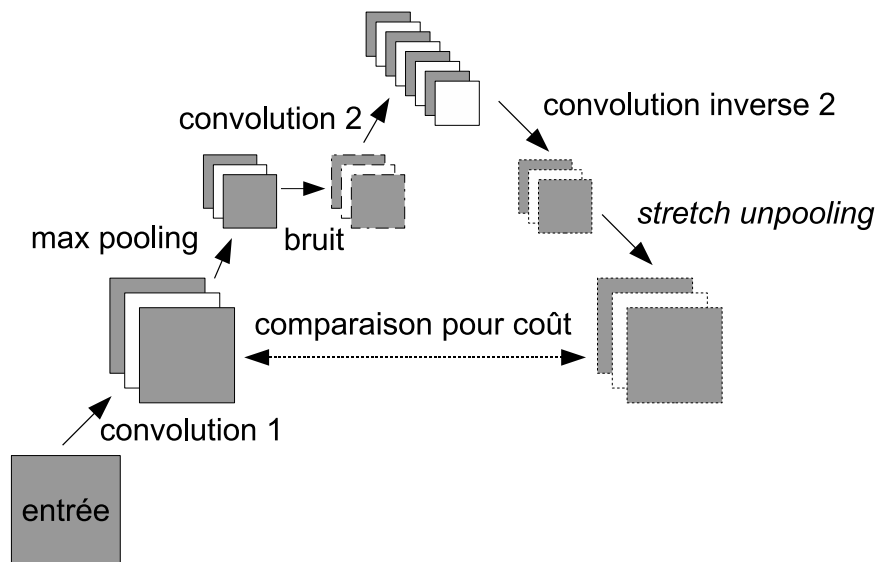 convolution inverse 2
convolution 2
stretch unpooling
max pooling
bruit
comparaison pour coût
convolution 1
entrée